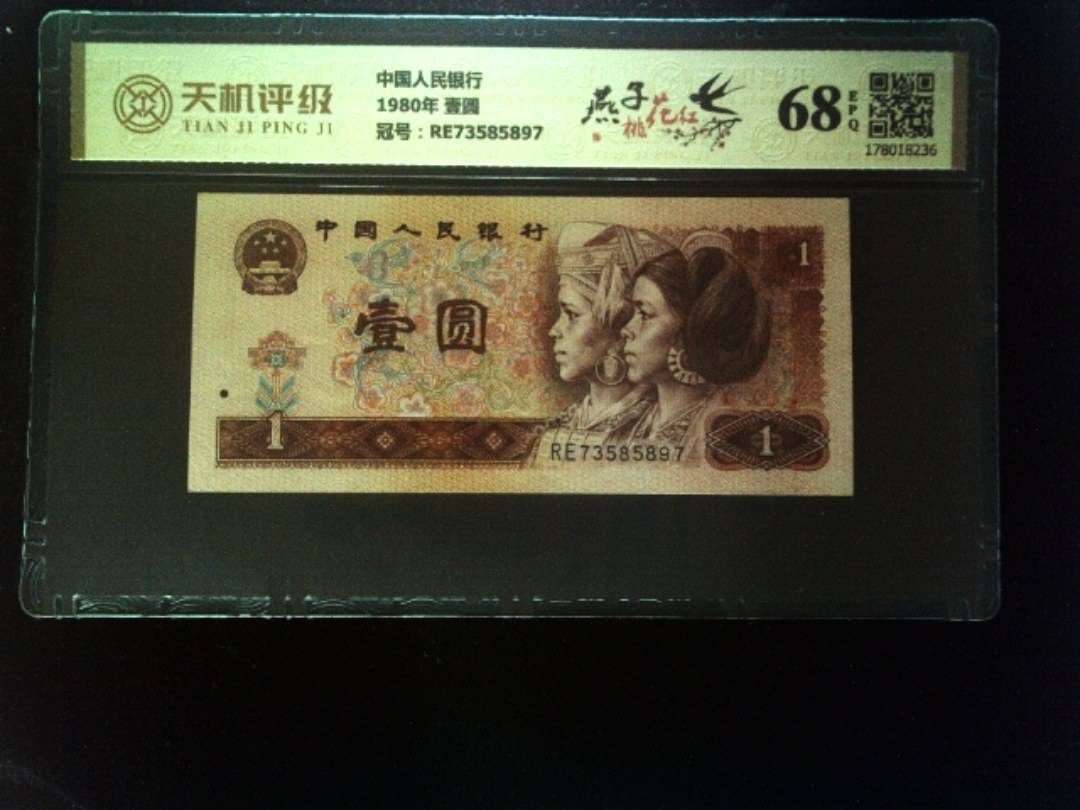 天机评级
TIAN JI PING JI
中国人民银行
1980年 壹圆
冠号：RE73585897
燕子
桃花红
68
EPQ
178018236
中国人民银行
1
壹圆
1
RE73585897
1